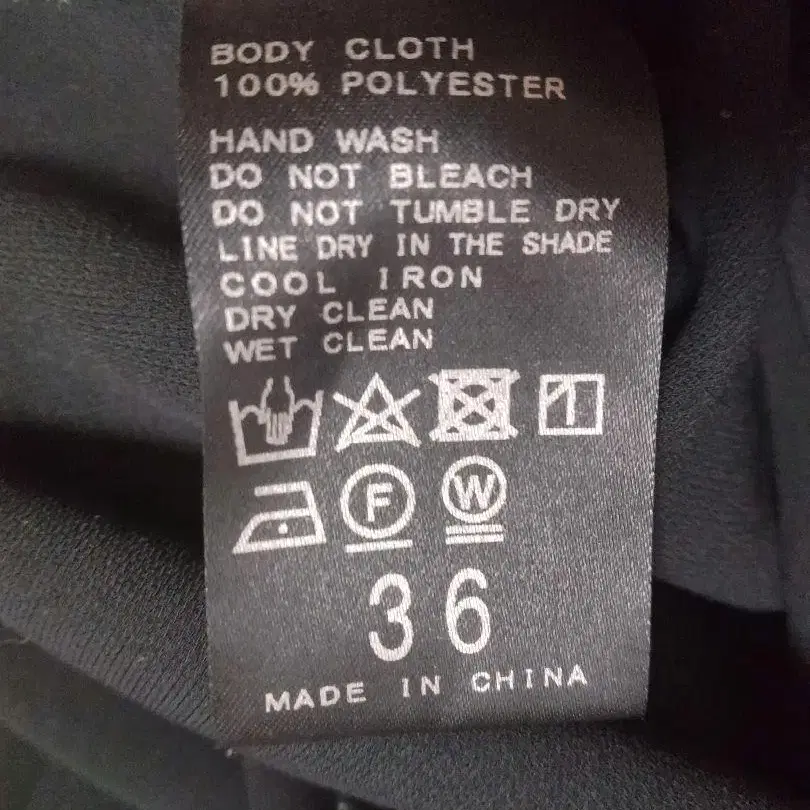 BODY CLOTH
100% POLYESTER
HAND WASH
DO NOT BLEACH
DO NOT TUMBLE DRY
LINE DRY IN THE SHADE
COOL IRON
DRY CLEAN
WET CLEAN
F W
36
MADE IN CHINA